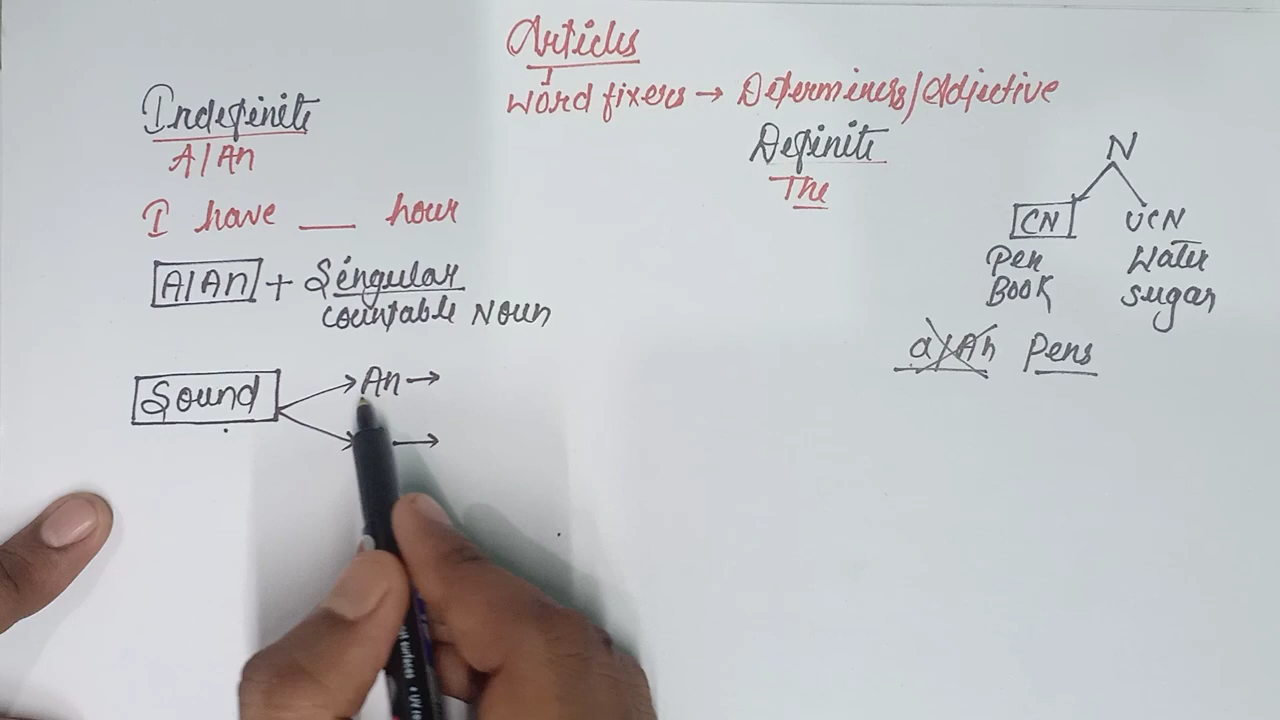 Articles
Word fixers → Determiners/Adjective
Indefinite
A/An
I have ___ hour
A/An + Singular
countable Noun
Sound
An →
→
Definite
The
N
CN UCN
Pen Water
Book Sugar
a/An Pens